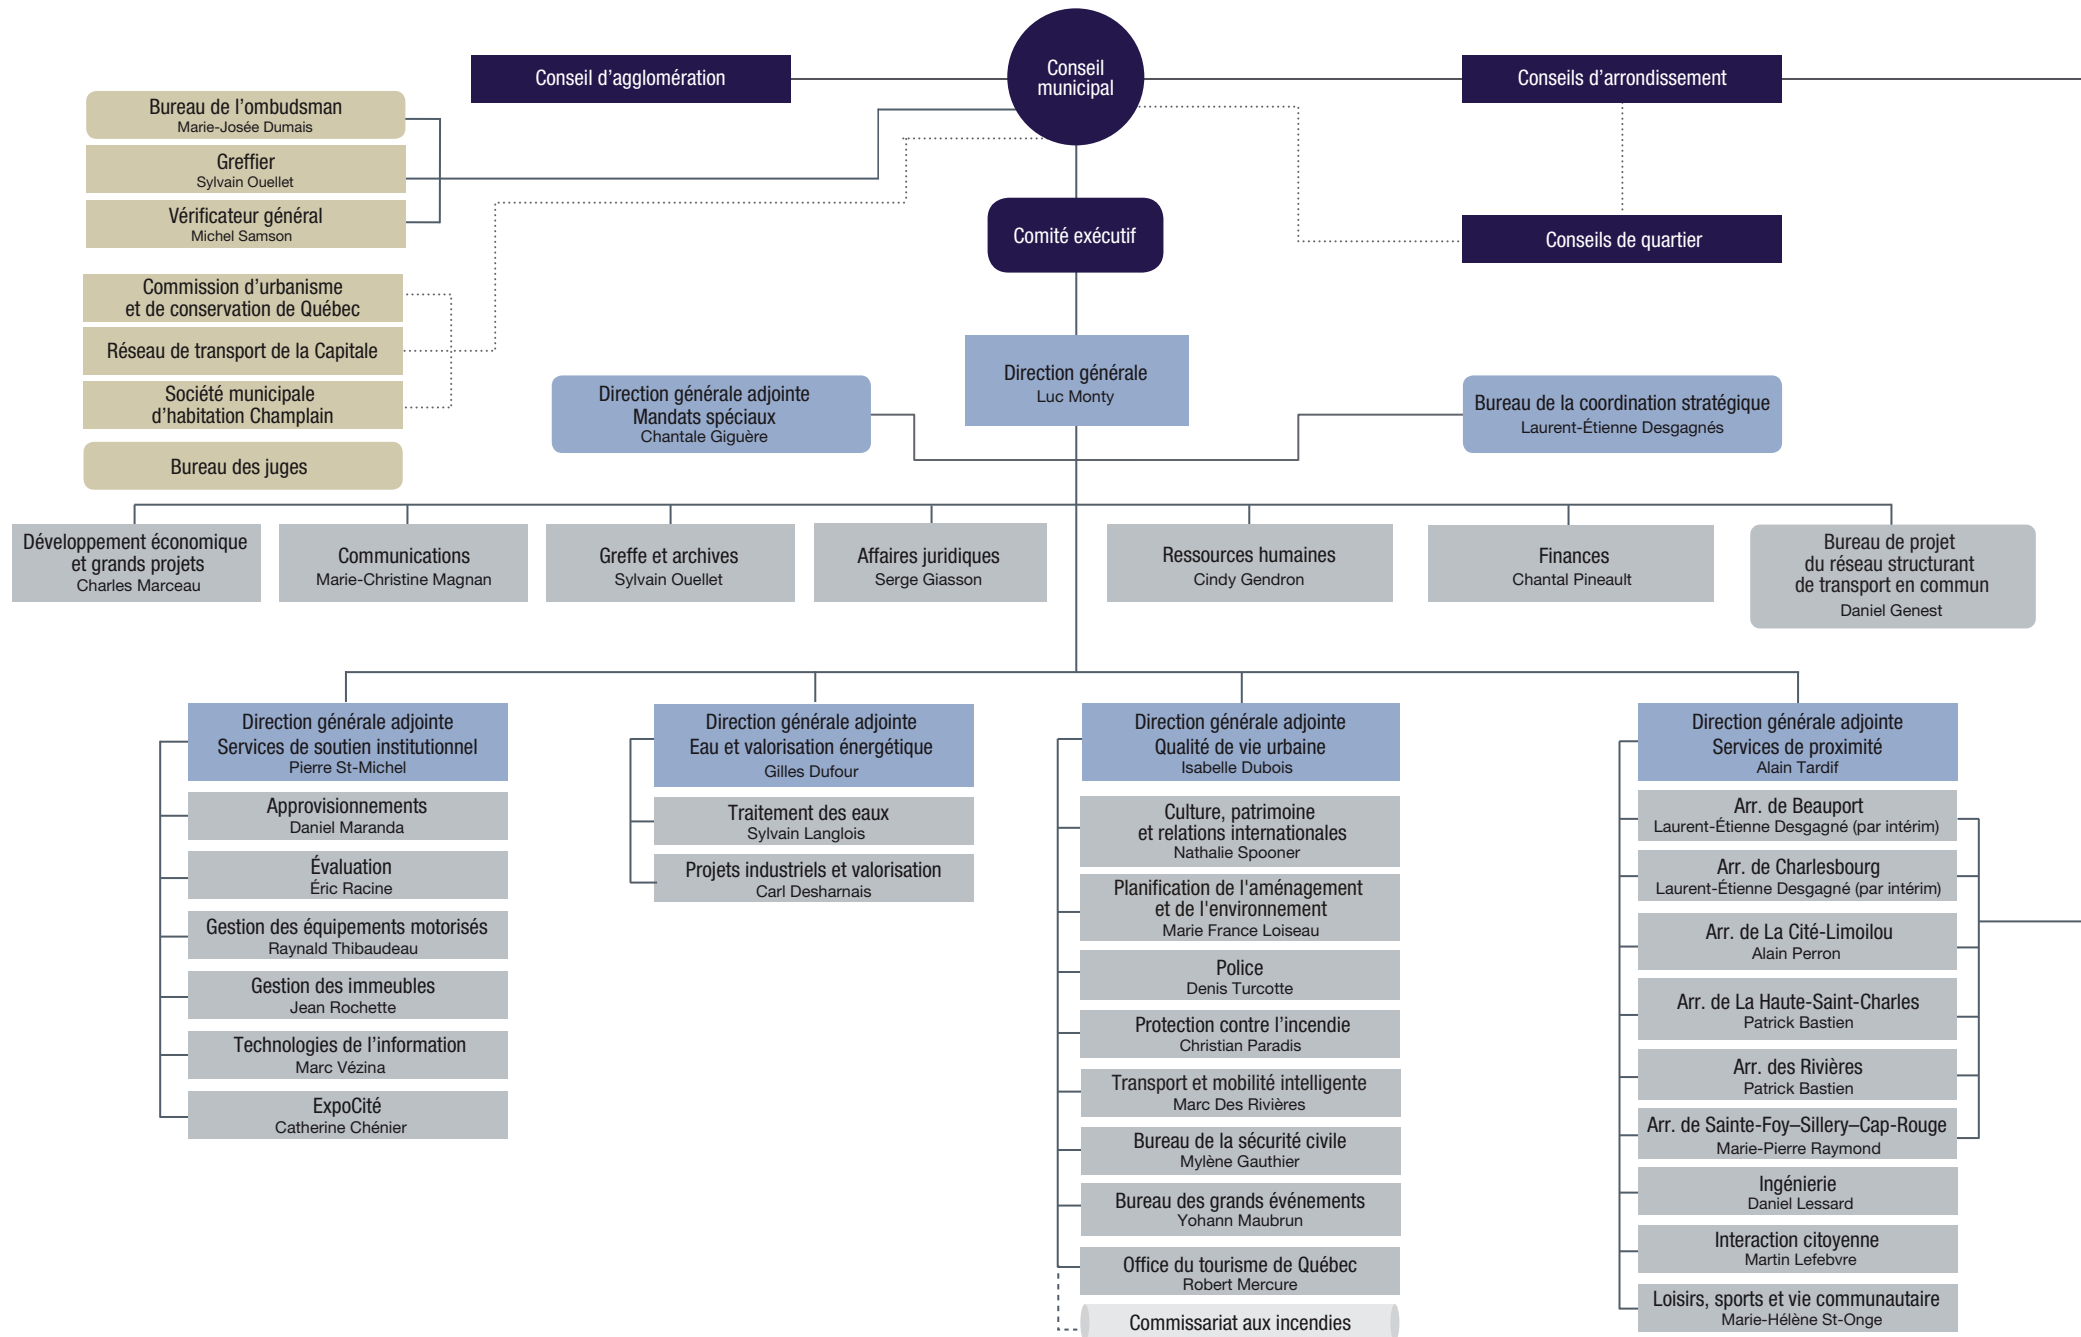 Conseil d’agglomération
Conseil
municipal
Conseils d’arrondissement
Bureau de l’ombudsman
Marie-Josée Dumais
Greffier
Sylvain Ouellet
Vérificateur général
Michel Samson
Comité exécutif
Conseils de quartier
Commission d’urbanisme
et de conservation de Québec
Réseau de transport de la Capitale
Société municipale
d’habitation Champlain
Bureau des juges
Direction générale
Luc Monty
Direction générale adjointe
Mandats spéciaux
Chantale Giguère
Bureau de la coordination stratégique
Laurent-Étienne Desgagnés
Développement économique
et grands projets
Charles Marceau
Communications
Marie-Christine Magnan
Greffe et archives
Sylvain Ouellet
Affaires juridiques
Serge Giasson
Ressources humaines
Cindy Gendron
Finances
Chantal Pineault
Bureau de projet
du réseau structurant
de transport en commun
Daniel Genest
Direction générale adjointe
Services de soutien institutionnel
Pierre St-Michel
Approvisionnements
Daniel Maranda
Évaluation
Éric Racine
Gestion des équipements motorisés
Raynald Thibaudeau
Gestion des immeubles
Jean Rochette
Technologies de l’information
Marc Vézina
ExpoCité
Catherine Chénier
Direction générale adjointe
Eau et valorisation énergétique
Gilles Dufour
Traitement des eaux
Sylvain Langlois
Projets industriels et valorisation
Carl Desharnais
Direction générale adjointe
Qualité de vie urbaine
Isabelle Dubois
Culture, patrimoine
et relations internationales
Nathalie Spooner
Planification de l'aménagement
et de l'environnement
Marie France Loiseau
Police
Denis Turcotte
Protection contre l’incendie
Christian Paradis
Transport et mobilité intelligente
Marc Des Rivières
Bureau de la sécurité civile
Mylène Gauthier
Bureau des grands événements
Yohann Maubrun
Office du tourisme de Québec
Robert Mercure
Commissariat aux incendies
Direction générale adjointe
Services de proximité
Alain Tardif
Arr. de Beauport
Laurent-Étienne Desgagné (par intérim)
Arr. de Charlesbourg
Laurent-Étienne Desgagné (par intérim)
Arr. de La Cité-Limoilou
Alain Perron
Arr. de La Haute-Saint-Charles
Patrick Bastien
Arr. des Rivières
Patrick Bastien
Arr. de Sainte-Foy–Sillery–Cap-Rouge
Marie-Pierre Raymond
Ingénierie
Daniel Lessard
Interaction citoyenne
Martin Lefebvre
Loisirs, sports et vie communautaire
Marie-Hélène St-Onge